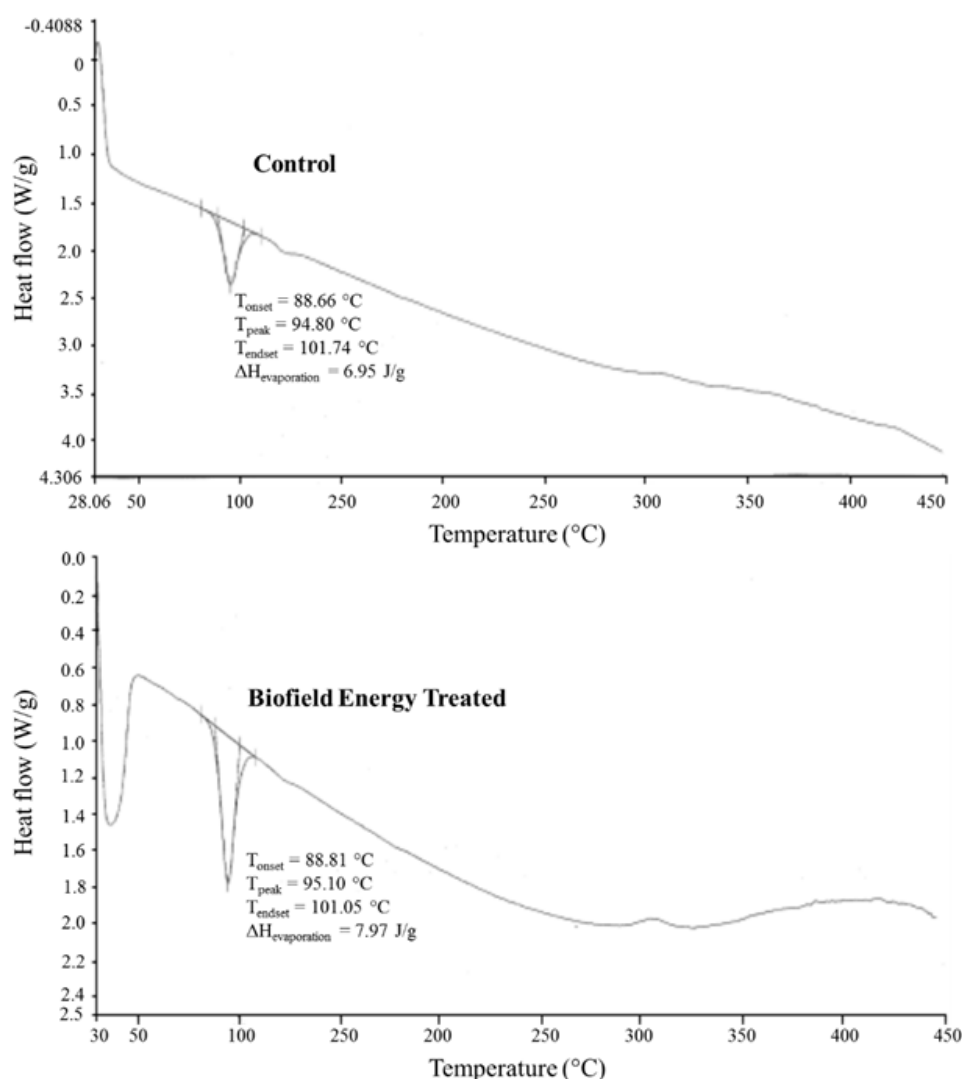 -0.4088
0
0.5
1.0
1.5
2.0
2.5
3.0
3.5
4.0
4.306
Heat flow (W/g)
Control
Tonset = 88.66 °C
Tpeak = 94.80 °C
Tendset = 101.74 °C
ΔHevaporation = 6.95 J/g
28.06 50 100 250 200 250 300 350 400 450
Temperature (°C)
0.0
0.2
0.4
0.6
0.8
1.0
1.2
1.4
1.6
1.8
2.0
2.2
2.4
2.5
Heat flow (W/g)
Biofield Energy Treated
Tonset = 88.81 °C
Tpeak = 95.10 °C
Tendset = 101.05 °C
ΔHevaporation = 7.97 J/g
30 50 100 250 200 250 300 350 400 450
Temperature (°C)